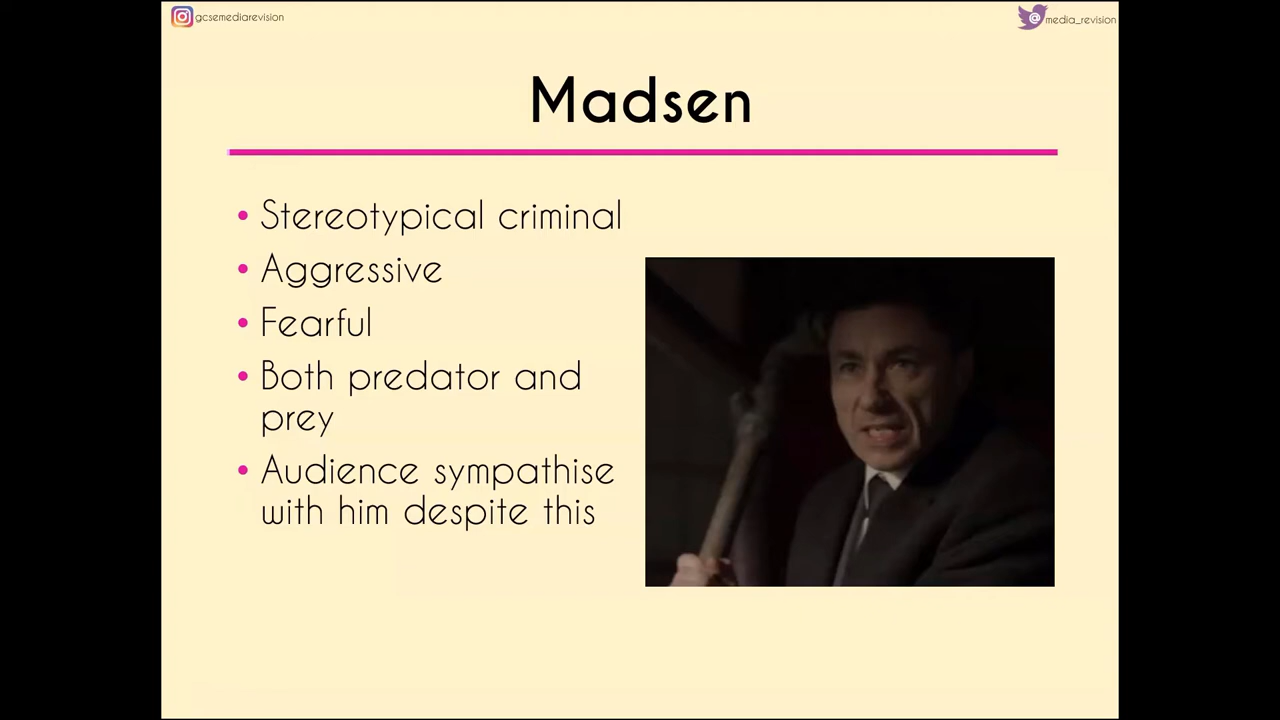 gcsemediarevision
@media_revision
Madsen
• Stereotypical criminal
• Aggressive
• Fearful
• Both predator and
prey
• Audience sympathise
with him despite this